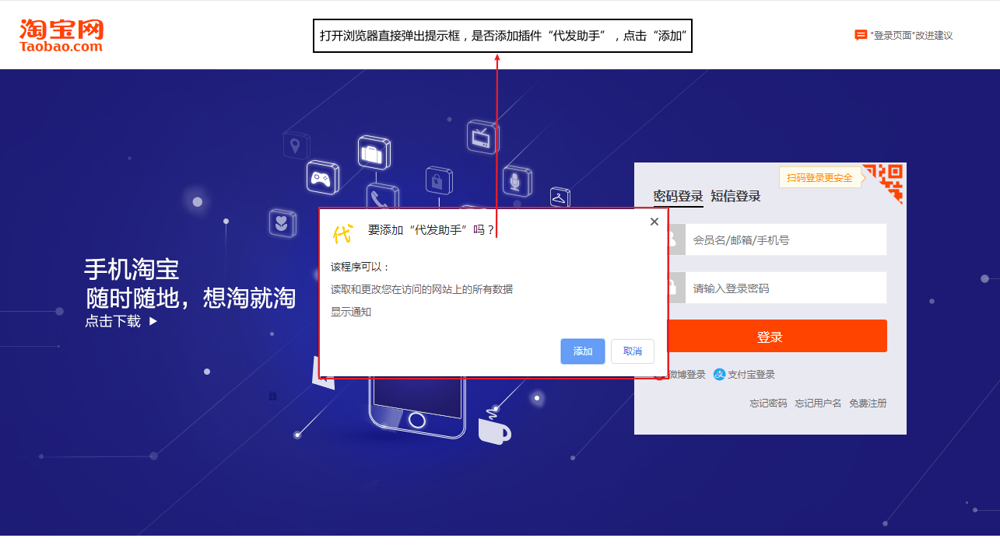 淘宝网
Taobao.com
打开浏览器直接弹出提示框，是否添加插件“代发助手”，点击“添加”
"登录页面"改进建议
扫码登录更安全
密码登录 短信登录
会员名/邮箱/手机号
请输入登录密码
登录
微博登录 支付宝登录
忘记密码 忘记用户名 免费注册
手机淘宝
随时随地，想淘就淘
点击下载
代
要添加“代发助手”吗？
该程序可以：
读取和更改您在访问的网站上的所有数据
显示通知
添加 取消